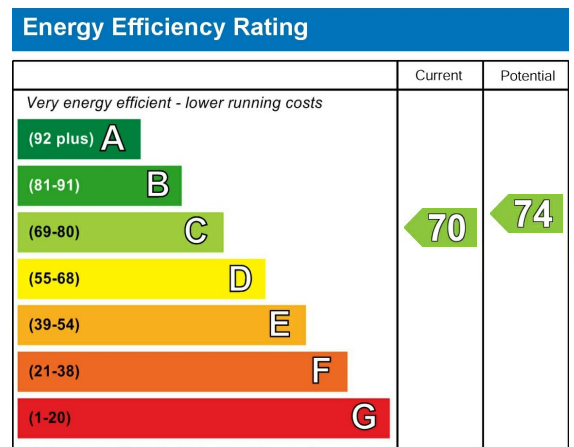 Energy Efficiency Rating
Current Potential
Very energy efficient - lower running costs
(92 plus) A
(81-91) B
(69-80) C 70 74
(55-68) D
(39-54) E
(21-38) F
(1-20) G